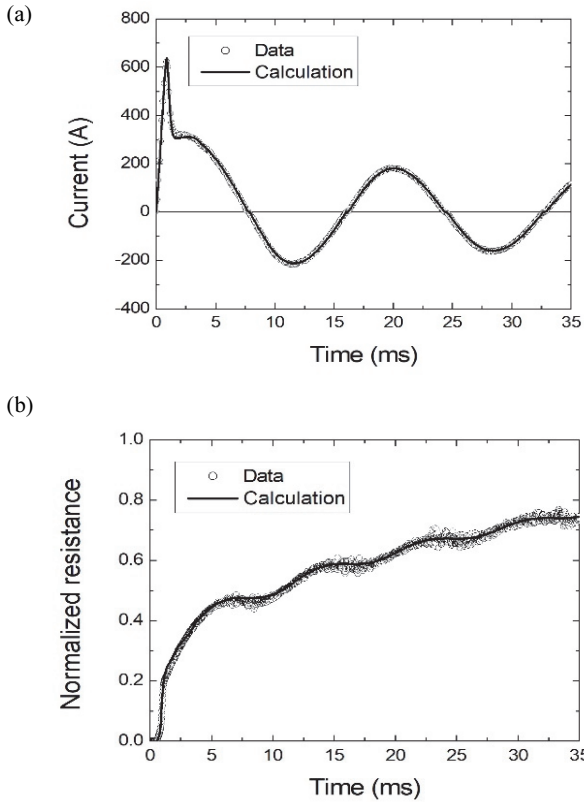 (a)
800
600
400
200
0
-200
-400
Current (A)
Data
Calculation
0 5 10 15 20 25 30 35
Time (ms)
(b)
1.0
0.8
0.6
0.4
0.2
0.0
Normalized resistance
Data
Calculation
0 5 10 15 20 25 30 35
Time (ms)